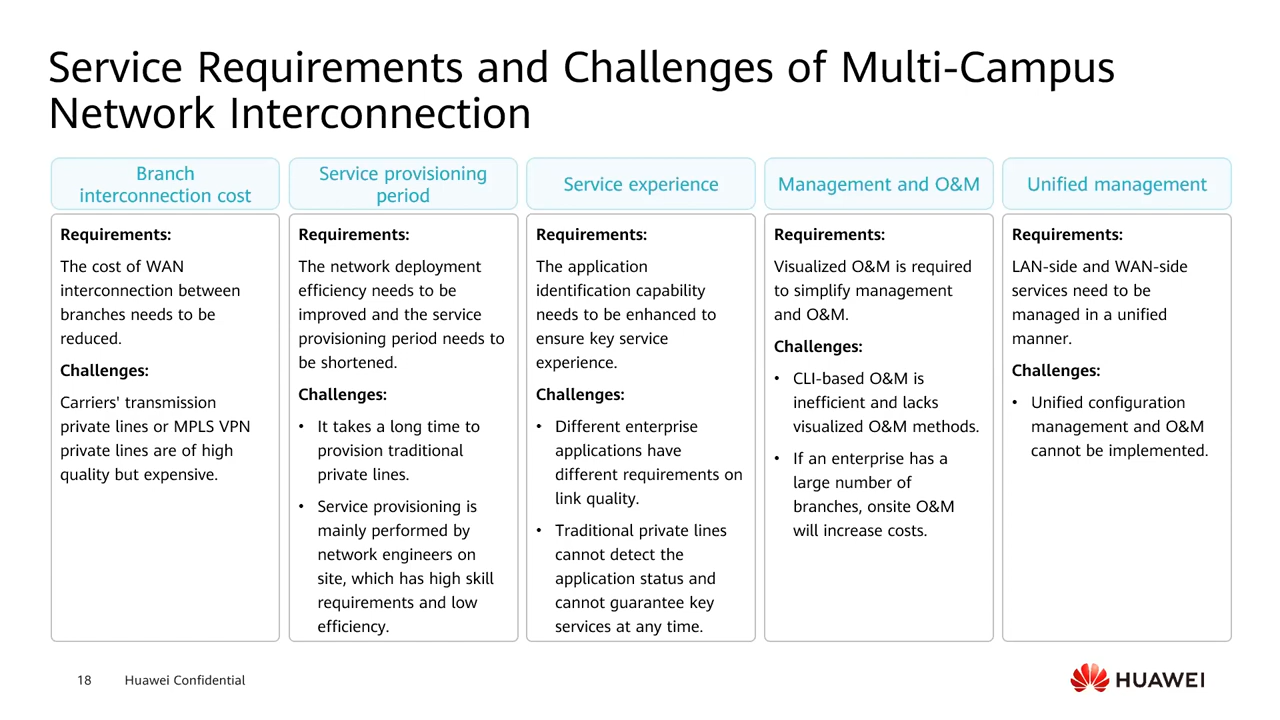 Service Requirements and Challenges of Multi-Campus
Network Interconnection
Branch
interconnection cost
Requirements:
The cost of WAN
interconnection between
branches needs to be
reduced.
Challenges:
Carriers' transmission
private lines or MPLS VPN
private lines are of high
quality but expensive.
Service provisioning
period
Requirements:
The network deployment
efficiency needs to be
improved and the service
provisioning period needs to
be shortened.
Challenges:
• It takes a long time to
provision traditional
private lines.
• Service provisioning is
mainly performed by
network engineers on
site, which has high skill
requirements and low
efficiency.
Service experience
Requirements:
The application
identification capability
needs to be enhanced to
ensure key service
experience.
Challenges:
• Different enterprise
applications have
different requirements on
link quality.
• Traditional private lines
cannot detect the
application status and
cannot guarantee key
services at any time.
Management and O&M
Requirements:
Visualized O&M is required
to simplify management
and O&M.
Challenges:
• CLI-based O&M is
inefficient and lacks
visualized O&M methods.
• If an enterprise has a
large number of
branches, onsite O&M
will increase costs.
Unified management
Requirements:
LAN-side and WAN-side
services need to be
managed in a unified
manner.
Challenges:
• Unified configuration
management and O&M
cannot be implemented.
18 Huawei Confidential
HUAWEI